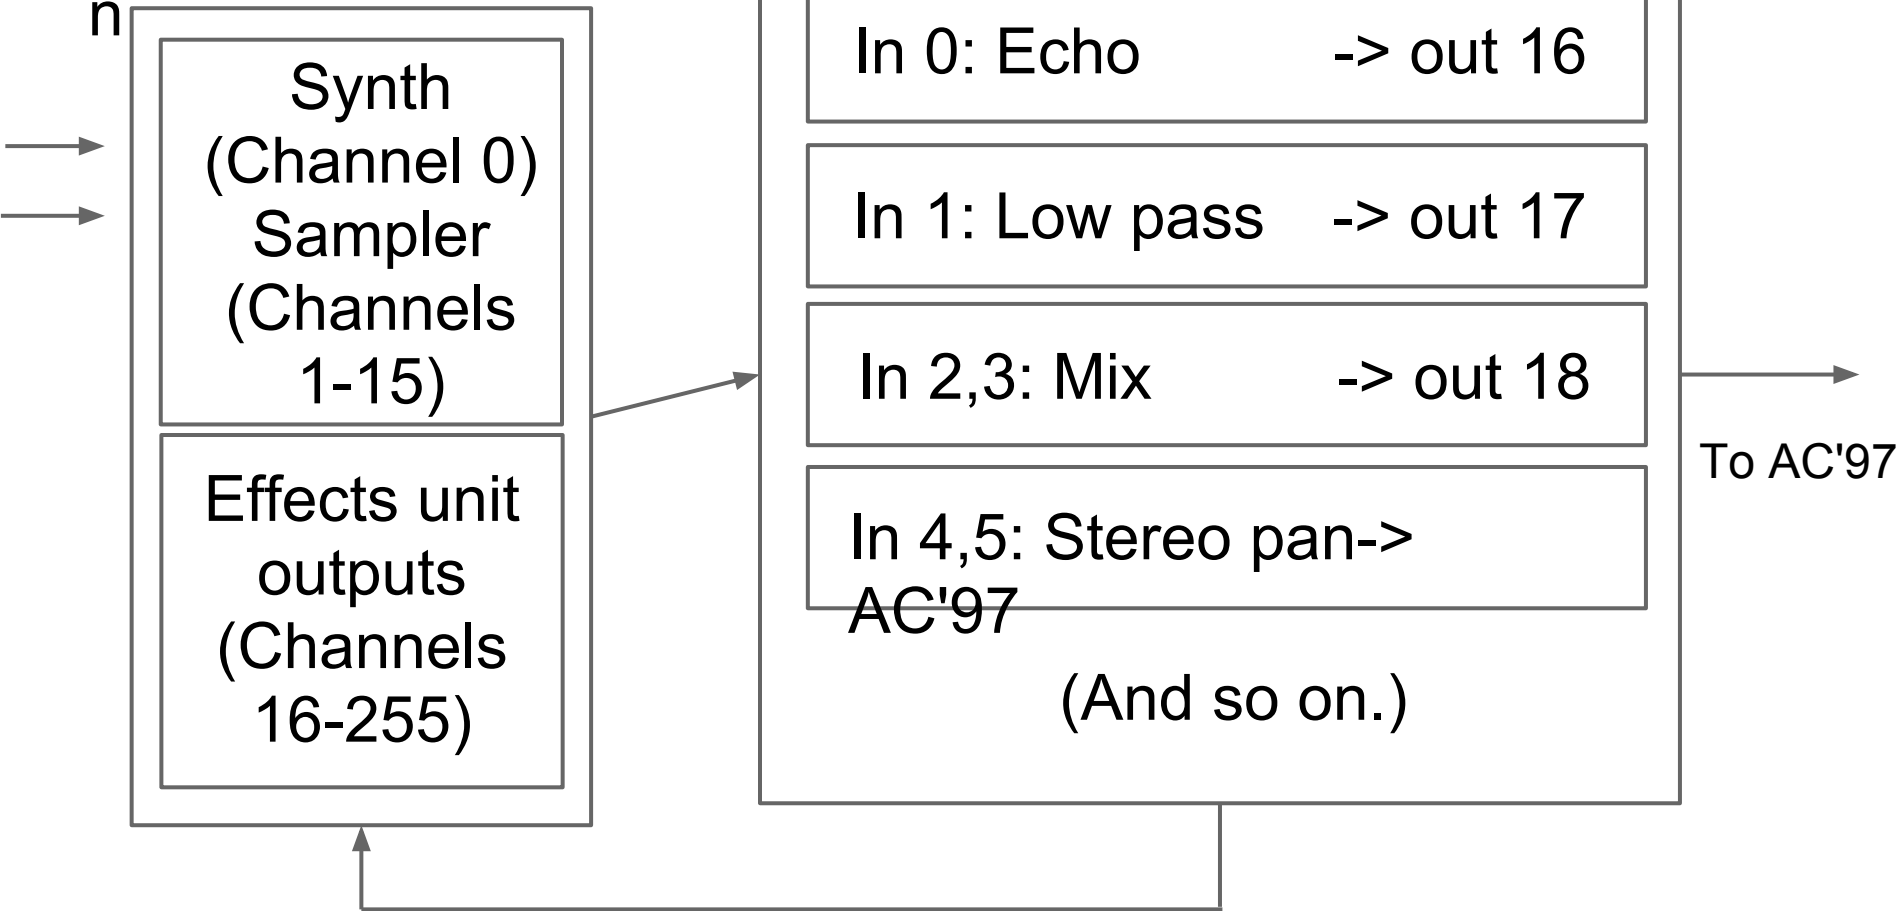 n
Synth
(Channel 0)
Sampler
(Channels
1-15)
Effects unit
outputs
(Channels
16-255)
In 0: Echo -> out 16
In 1: Low pass -> out 17
In 2,3: Mix -> out 18
In 4,5: Stereo pan->
AC'97
(And so on.)
To AC'97